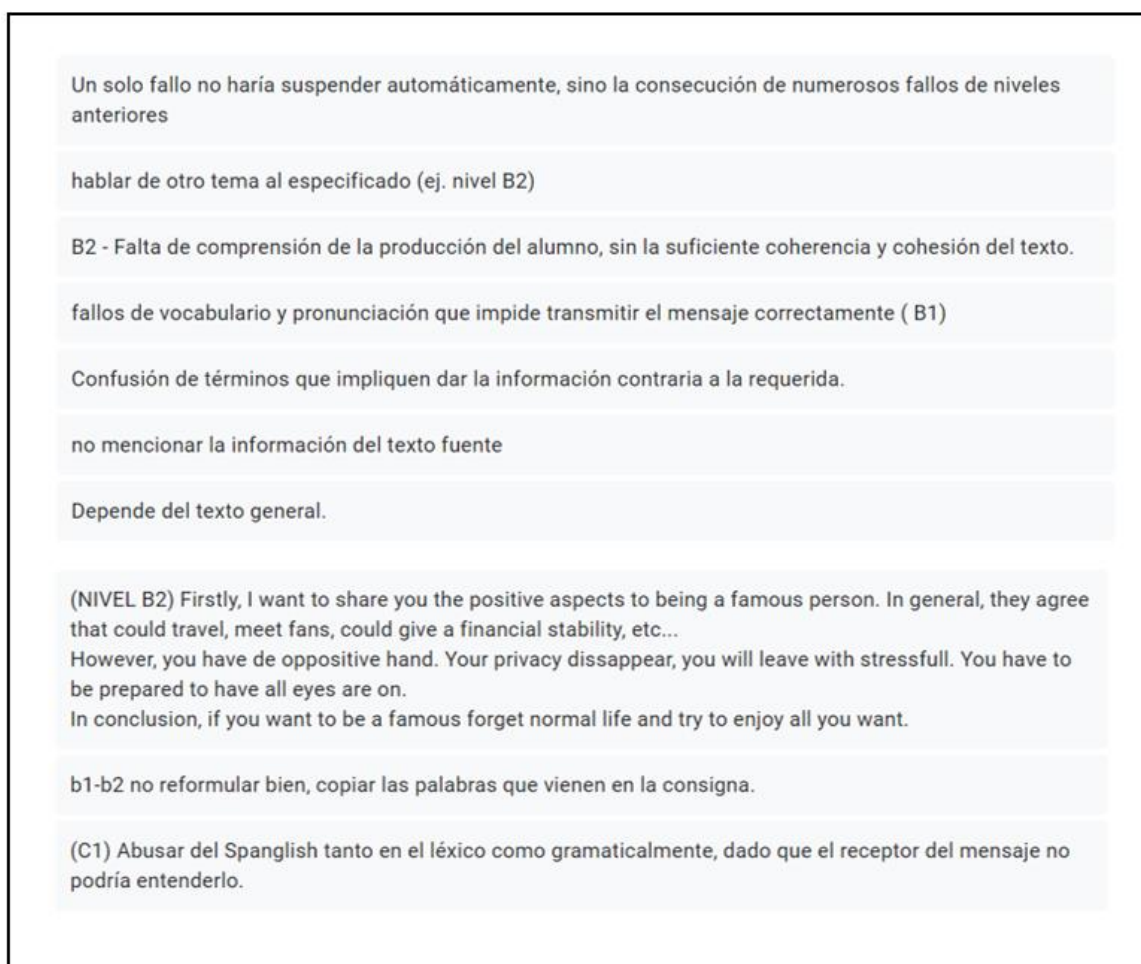 Un solo fallo no haría suspender automáticamente, sino la consecución de numerosos fallos de niveles
anteriores
hablar de otro tema al especificado (ej. nivel B2)
B2 - Falta de comprensión de la producción del alumno, sin la suficiente coherencia y cohesión del texto.
fallos de vocabulario y pronunciación que impide transmitir el mensaje correctamente ( B1)
Confusión de términos que impliquen dar la información contraria a la requerida.
no mencionar la información del texto fuente
Depende del texto general.
(NIVEL B2) Firstly, I want to share you the positive aspects to being a famous person. In general, they agree
that could travel, meet fans, could give a financial stability, etc...
However, you have de oppositive hand. Your privacy dissappear, you will leave with stressfull. You have to
be prepared to have all eyes are on.
In conclusion, if you want to be a famous forget normal life and try to enjoy all you want.
b1-b2 no reformular bien, copiar las palabras que vienen en la consigna.
(C1) Abusar del Spanglish tanto en el léxico como gramaticalmente, dado que el receptor del mensaje no
podría entenderlo.